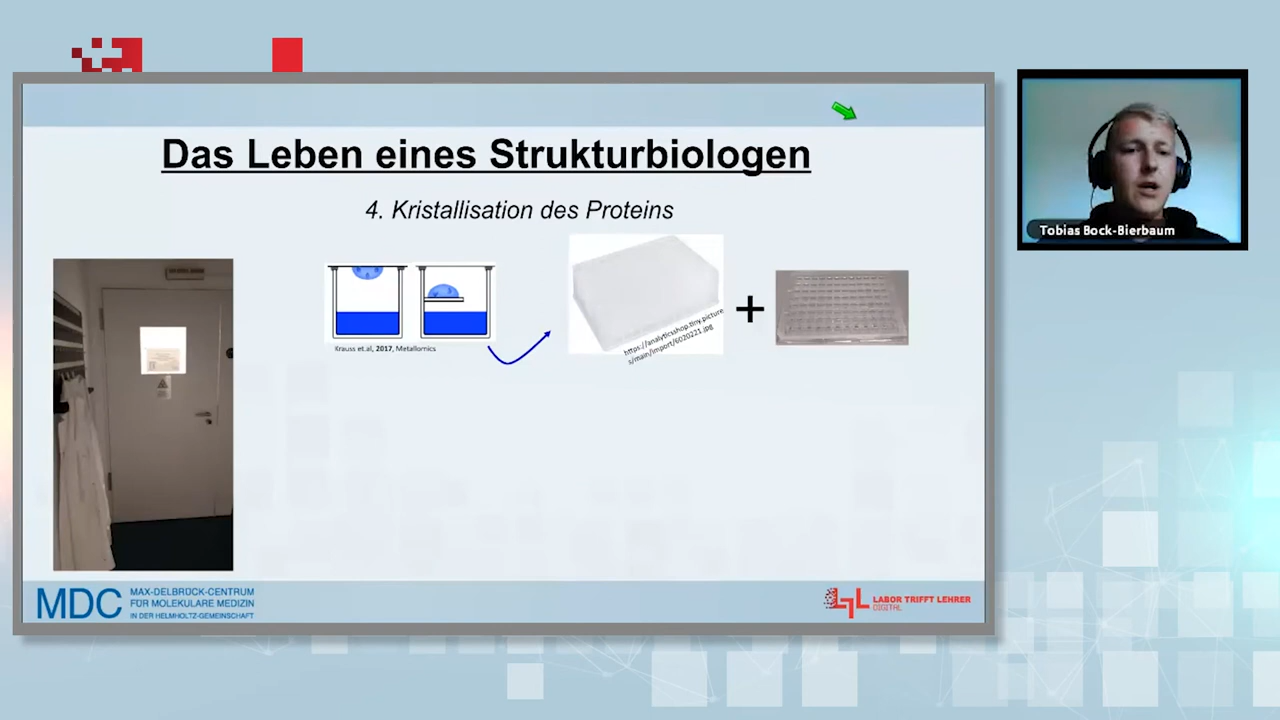 Das Leben eines Strukturbiologen
4. Kristallisation des Proteins
Krauss et.al, 2017, Metallomics
https://analyticsshop.tiny.picture
s/main/import/6020221.jpg
+
Tobias Bock-Bierbaum
MDC
MAX-DELBRÜCK-CENTRUM
FÜR MOLEKULARE MEDIZIN
IN DER HELMHOLTZ-GEMEINSCHAFT
LTL
LABOR TRIFFT LEHRER
DIGITAL